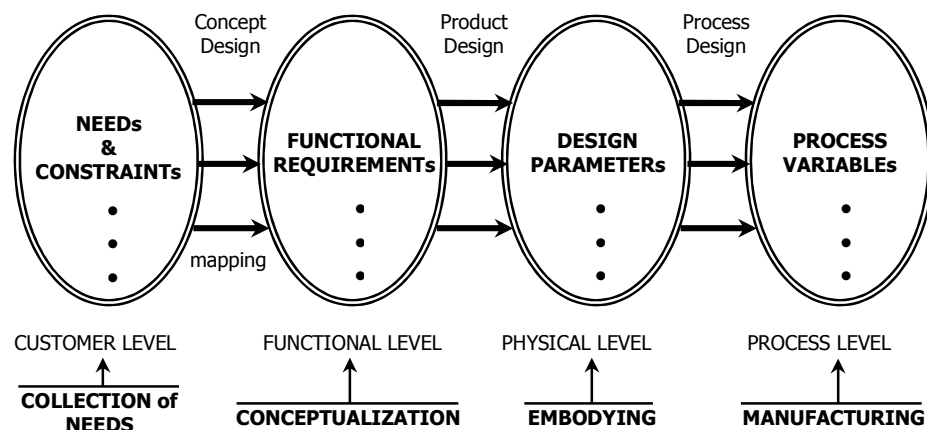 Concept
Design
Product
Design
Process
Design
NEEDs
&
CONSTRAINTs
FUNCTIONAL
REQUIREMENTs
DESIGN
PARAMETERs
PROCESS
VARIABLEs
mapping
CUSTOMER LEVEL
FUNCTIONAL LEVEL
PHYSICAL LEVEL
PROCESS LEVEL
COLLECTION of
NEEDS
CONCEPTUALIZATION
EMBODYING
MANUFACTURING